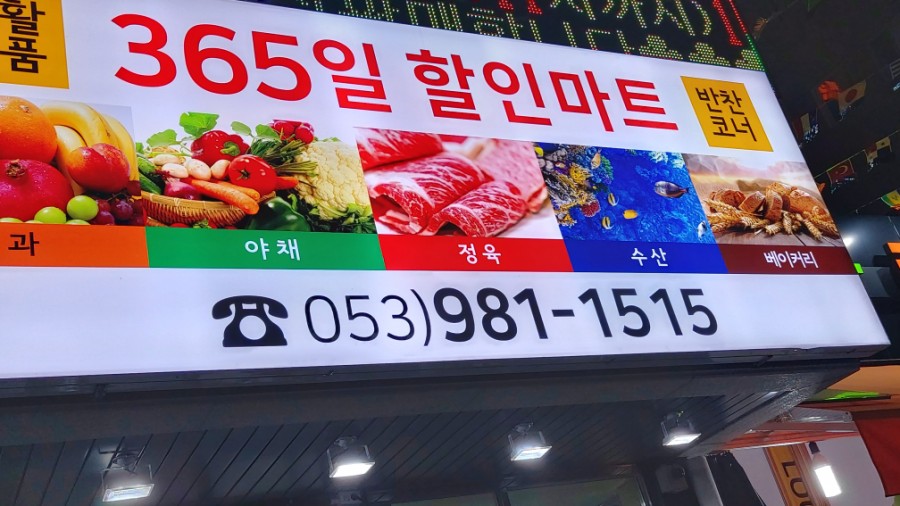 365일 할인마트
반찬
코너
활품
과
야채
정육
수산
베이커리
☎ 053)981-1515